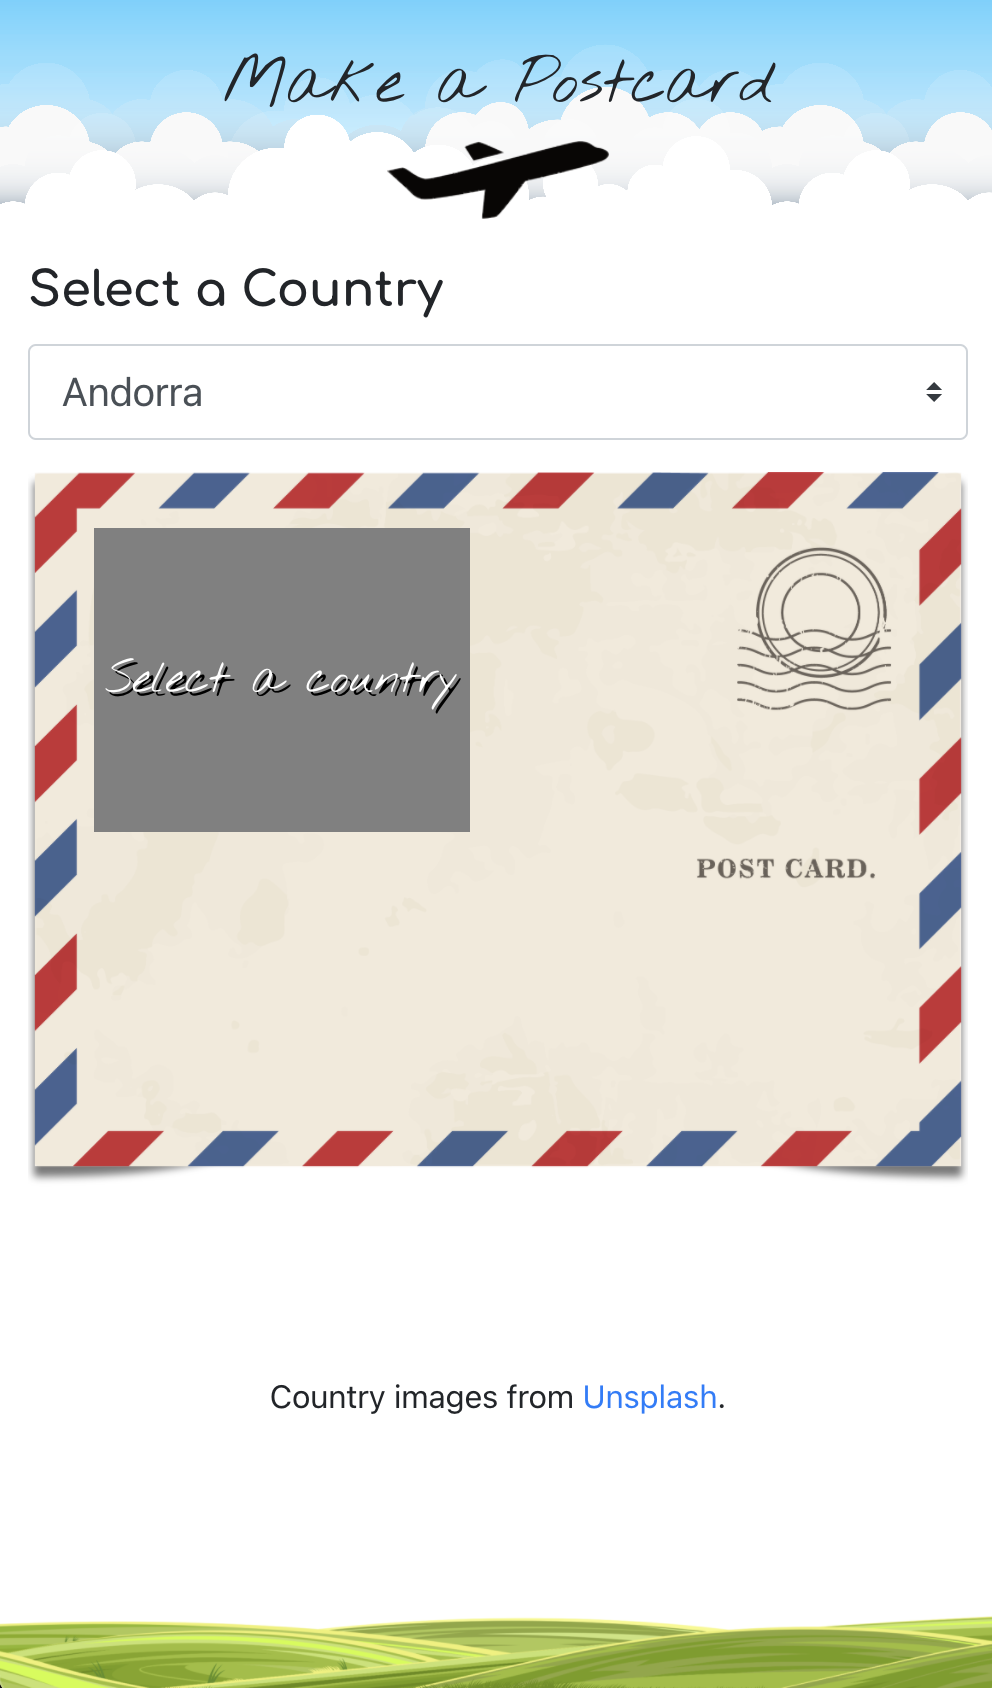 Make a Postcard
Select a Country
Andorra
Select a country
POST CARD.
Country images from Unsplash.